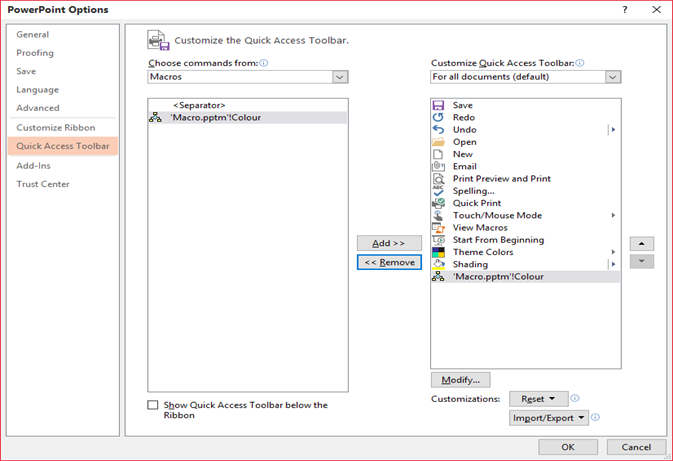 PowerPoint Options
?
General
Proofing
Save
Language
Advanced
Customize Ribbon
Quick Access Toolbar
Add-Ins
Trust Center
Customize the Quick Access Toolbar.
Choose commands from:
Macros
<Separator>
'Macro.pptm'!Colour
Show Quick Access Toolbar below the
Ribbon
Add >>
<< Remove
Customize Quick Access Toolbar:
For all documents (default)
Save
Redo
Undo
Open
New
Email
Print Preview and Print
Spelling...
Quick Print
Touch/Mouse Mode
View Macros
Start From Beginning
Theme Colors
Shading
'Macro.pptm'!Colour
Modify...
Customizations:
Reset
Import/Export
OK
Cancel